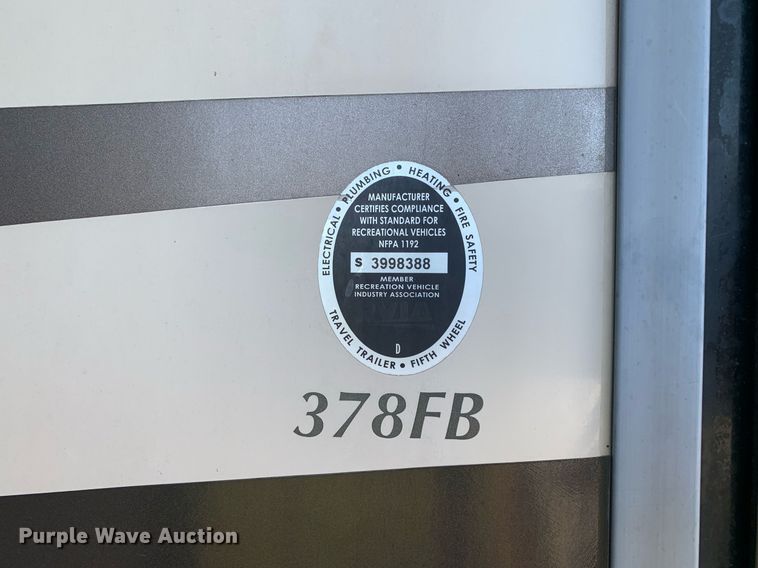 ELECTRICAL • PLUMBING • HEATING • FIRE SAFETY
MANUFACTURER
CERTIFIES COMPLIANCE
WITH STANDARD FOR
RECREATIONAL VEHICLES
NFPA 1192
S 3998388
MEMBER
RECREATION VEHICLE
INDUSTRY ASSOCIATION
D
TRAVEL TRAILER • FIFTH WHEEL
378FB
Purple Wave Auction